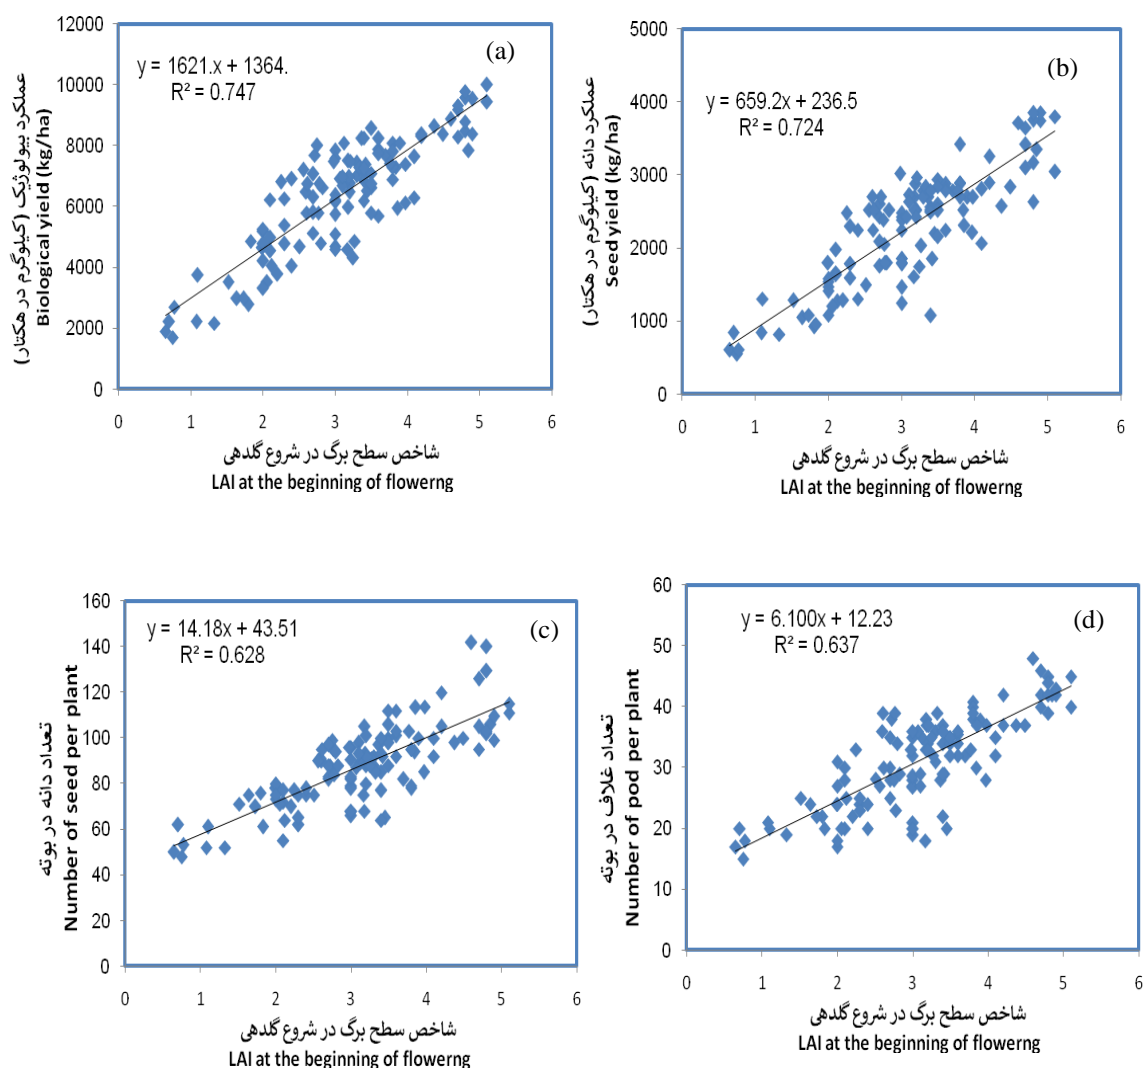 (a)
y = 1621.x + 1364.
R² = 0.747
12000
10000
8000
6000
4000
2000
0
0 1 2 3 4 5 6
عملکرد بیولوژیک (کیلوگرم در هکتار)
Biological yield (kg/ha)
شاخص سطح برگ در شروع گلدهی
LAI at the beginning of flowerng
(b)
y = 659.2x + 236.5
R² = 0.724
5000
4000
3000
2000
1000
0
0 1 2 3 4 5 6
عملکرد دانه (کیلوگرم در هکتار)
Seed yield (kg/ha)
شاخص سطح برگ در شروع گلدهی
LAI at the beginning of flowerng
(c)
y = 14.18x + 43.51
R² = 0.628
160
140
120
100
80
60
40
20
0
0 1 2 3 4 5 6
تعداد دانه در بوته
Number of seed per plant
شاخص سطح برگ در شروع گلدهی
LAI at the beginning of flowerng
(d)
y = 6.100x + 12.23
R² = 0.637
60
50
40
30
20
10
0
0 1 2 3 4 5 6
تعداد غلاف در بوته
Number of pod per plant
شاخص سطح برگ در شروع گلدهی
LAI at the beginning of flowerng